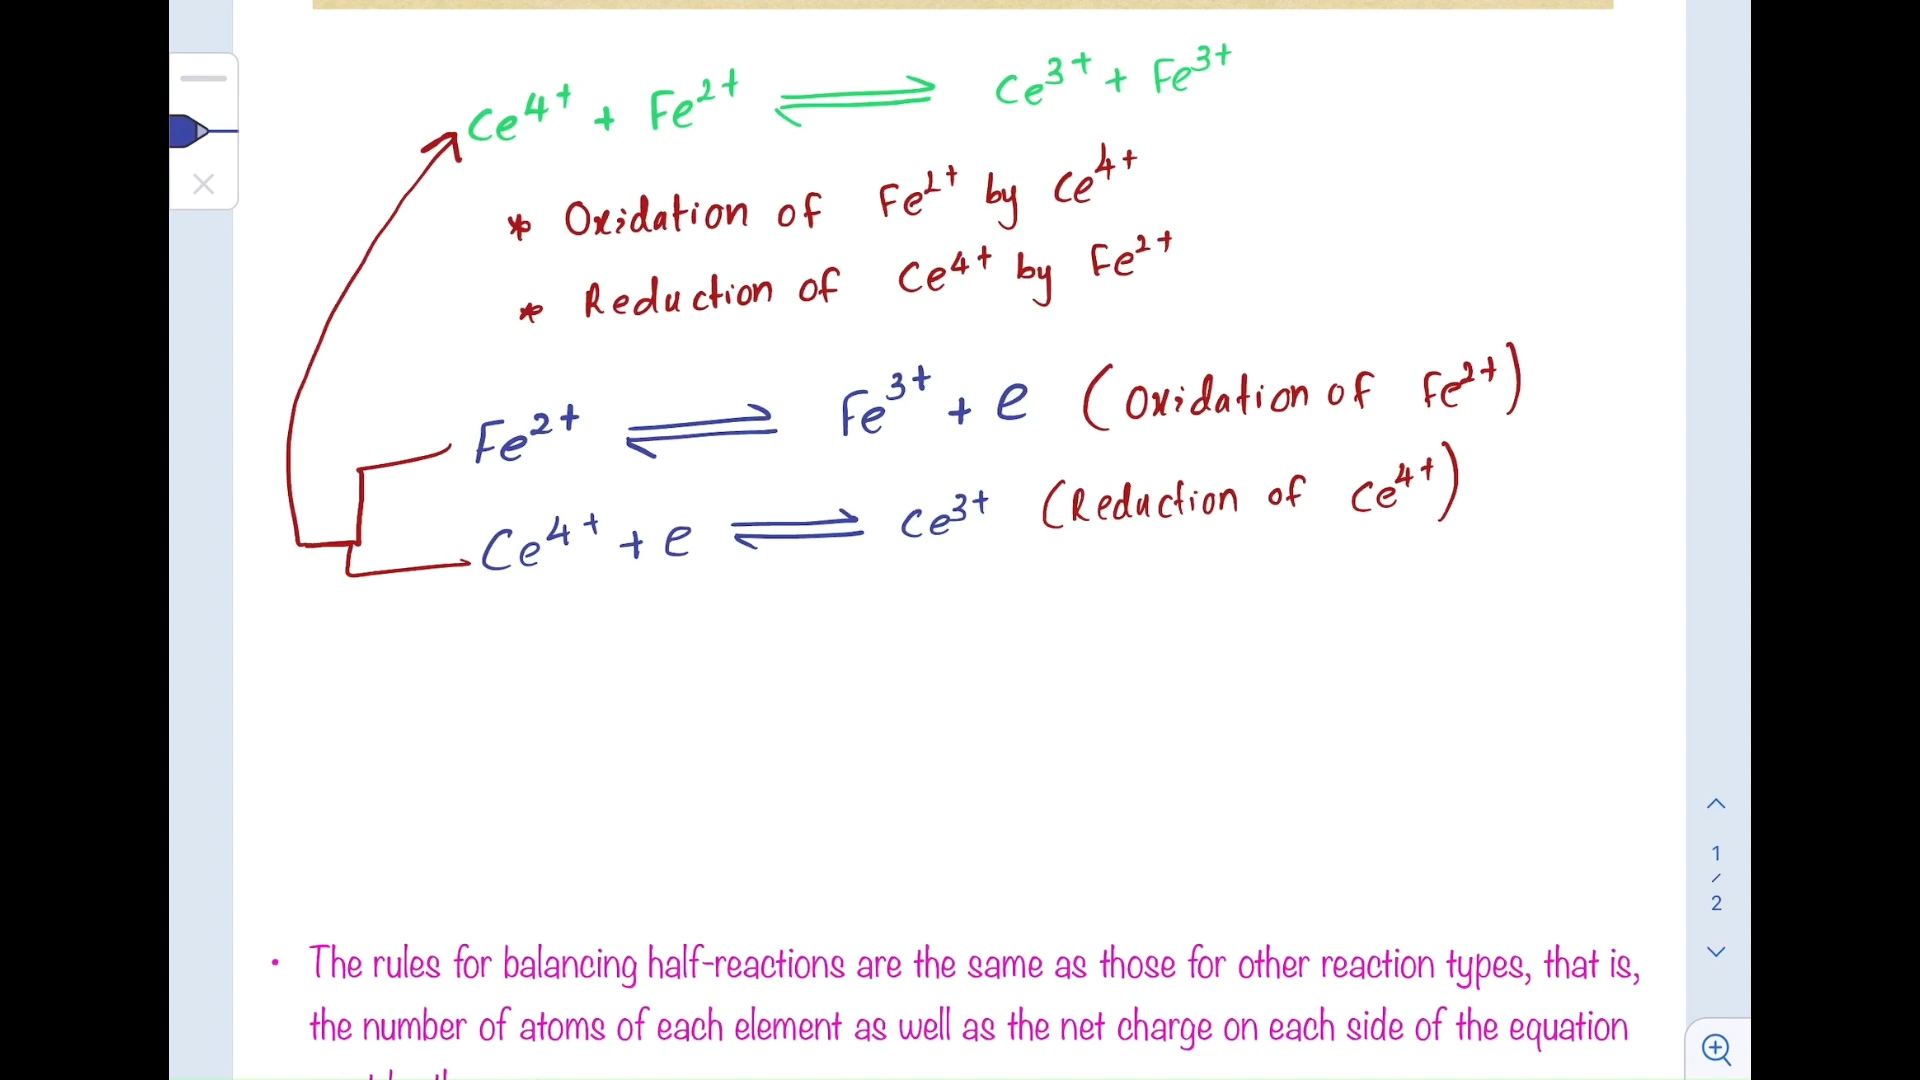 Ce⁴⁺ + Fe²⁺ ⇌ Ce³⁺ + Fe³⁺
* Oxidation of Fe²⁺ by Ce⁴⁺
* Reduction of Ce⁴⁺ by Fe²⁺
Fe²⁺ ⇌ Fe³⁺ + e (Oxidation of Fe²⁺)
Ce⁴⁺ + e ⇌ Ce³⁺ (Reduction of Ce⁴⁺)
1
/
2
• The rules for balancing half-reactions are the same as those for other reaction types, that is,
the number of atoms of each element as well as the net charge on each side of the equation